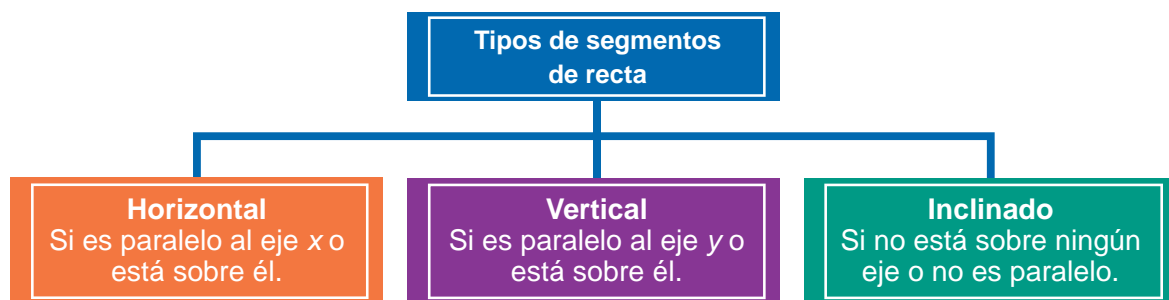 Tipos de segmentos
de recta
Horizontal
Si es paralelo al eje x o
está sobre él.
Vertical
Si es paralelo al eje y o
está sobre él.
Inclinado
Si no está sobre ningún
eje o no es paralelo.